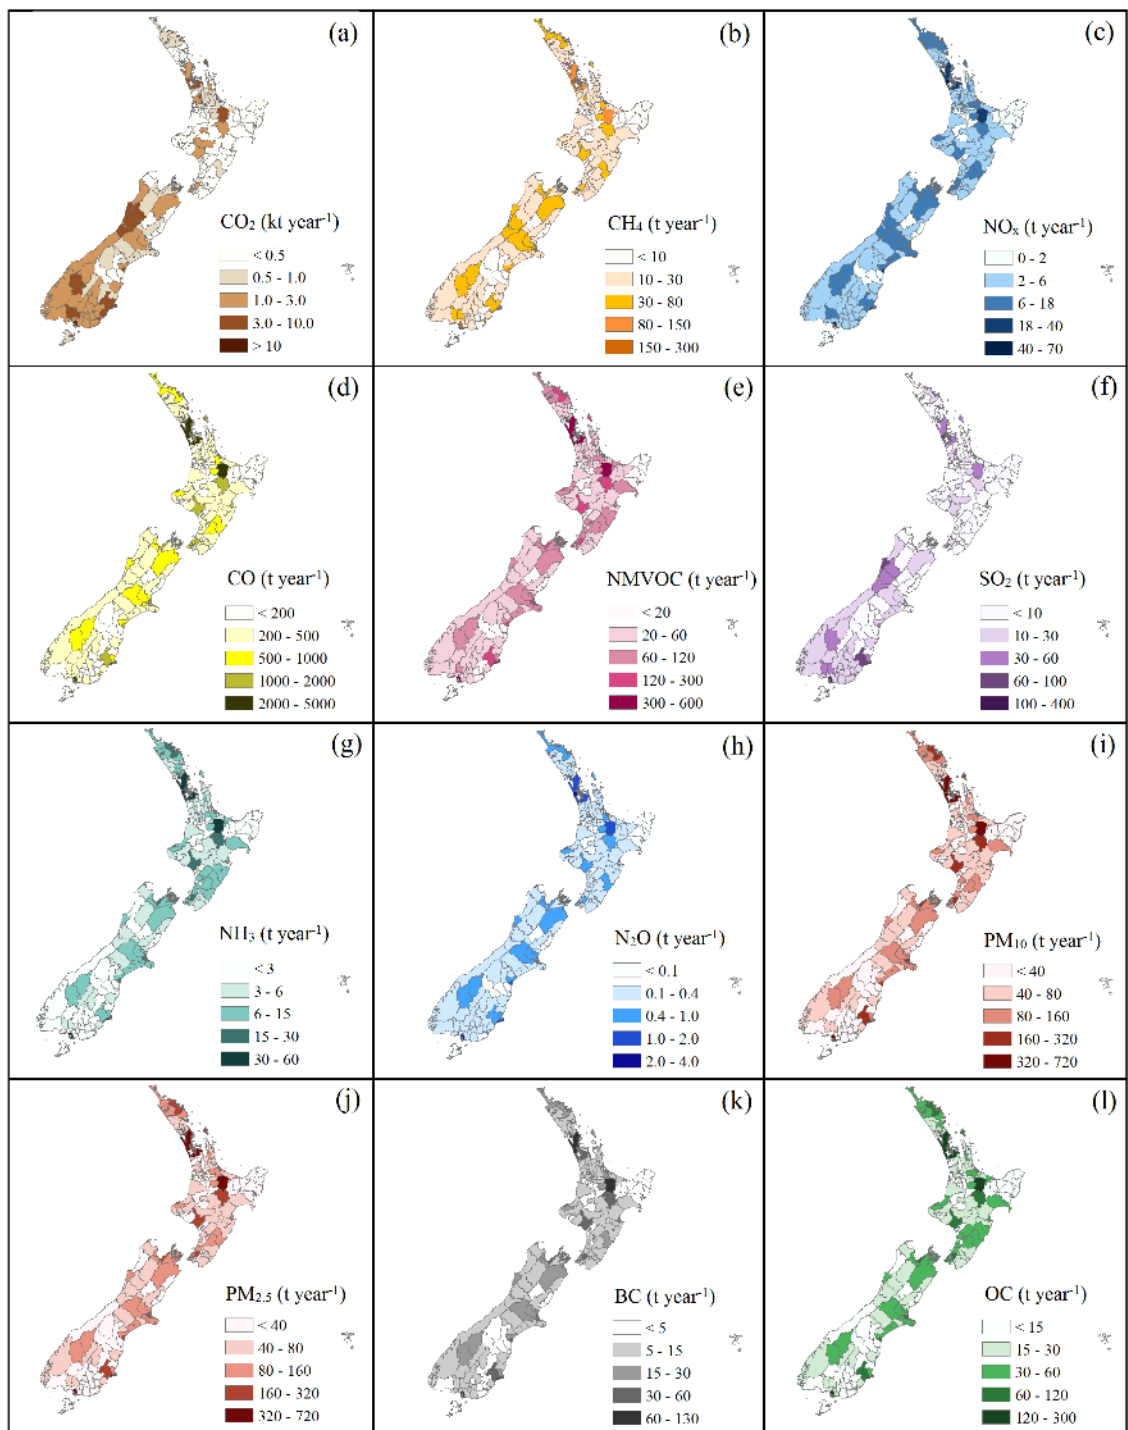 (a)
CO₂ (kt year⁻¹)
< 0.5
0.5 - 1.0
1.0 - 3.0
3.0 - 10.0
> 10
(b)
CH₄ (t year⁻¹)
< 10
10 - 30
30 - 80
80 - 150
150 - 300
(c)
NOₓ (t year⁻¹)
0 - 2
2 - 6
6 - 18
18 - 40
40 - 70
(d)
CO (t year⁻¹)
< 200
200 - 500
500 - 1000
1000 - 2000
2000 - 5000
(e)
NMVOC (t year⁻¹)
< 20
20 - 60
60 - 120
120 - 300
300 - 600
(f)
SO₂ (t year⁻¹)
< 10
10 - 30
30 - 60
60 - 100
100 - 400
(g)
NH₃ (t year⁻¹)
< 3
3 - 6
6 - 15
15 - 30
30 - 60
(h)
N₂O (t year⁻¹)
< 0.1
0.1 - 0.4
0.4 - 1.0
1.0 - 2.0
2.0 - 4.0
(i)
PM₁₀ (t year⁻¹)
< 40
40 - 80
80 - 160
160 - 320
320 - 720
(j)
PM₂.₅ (t year⁻¹)
< 40
40 - 80
80 - 160
160 - 320
320 - 720
(k)
BC (t year⁻¹)
< 5
5 - 15
15 - 30
30 - 60
60 - 130
(l)
OC (t year⁻¹)
< 15
15 - 30
30 - 60
60 - 120
120 - 300